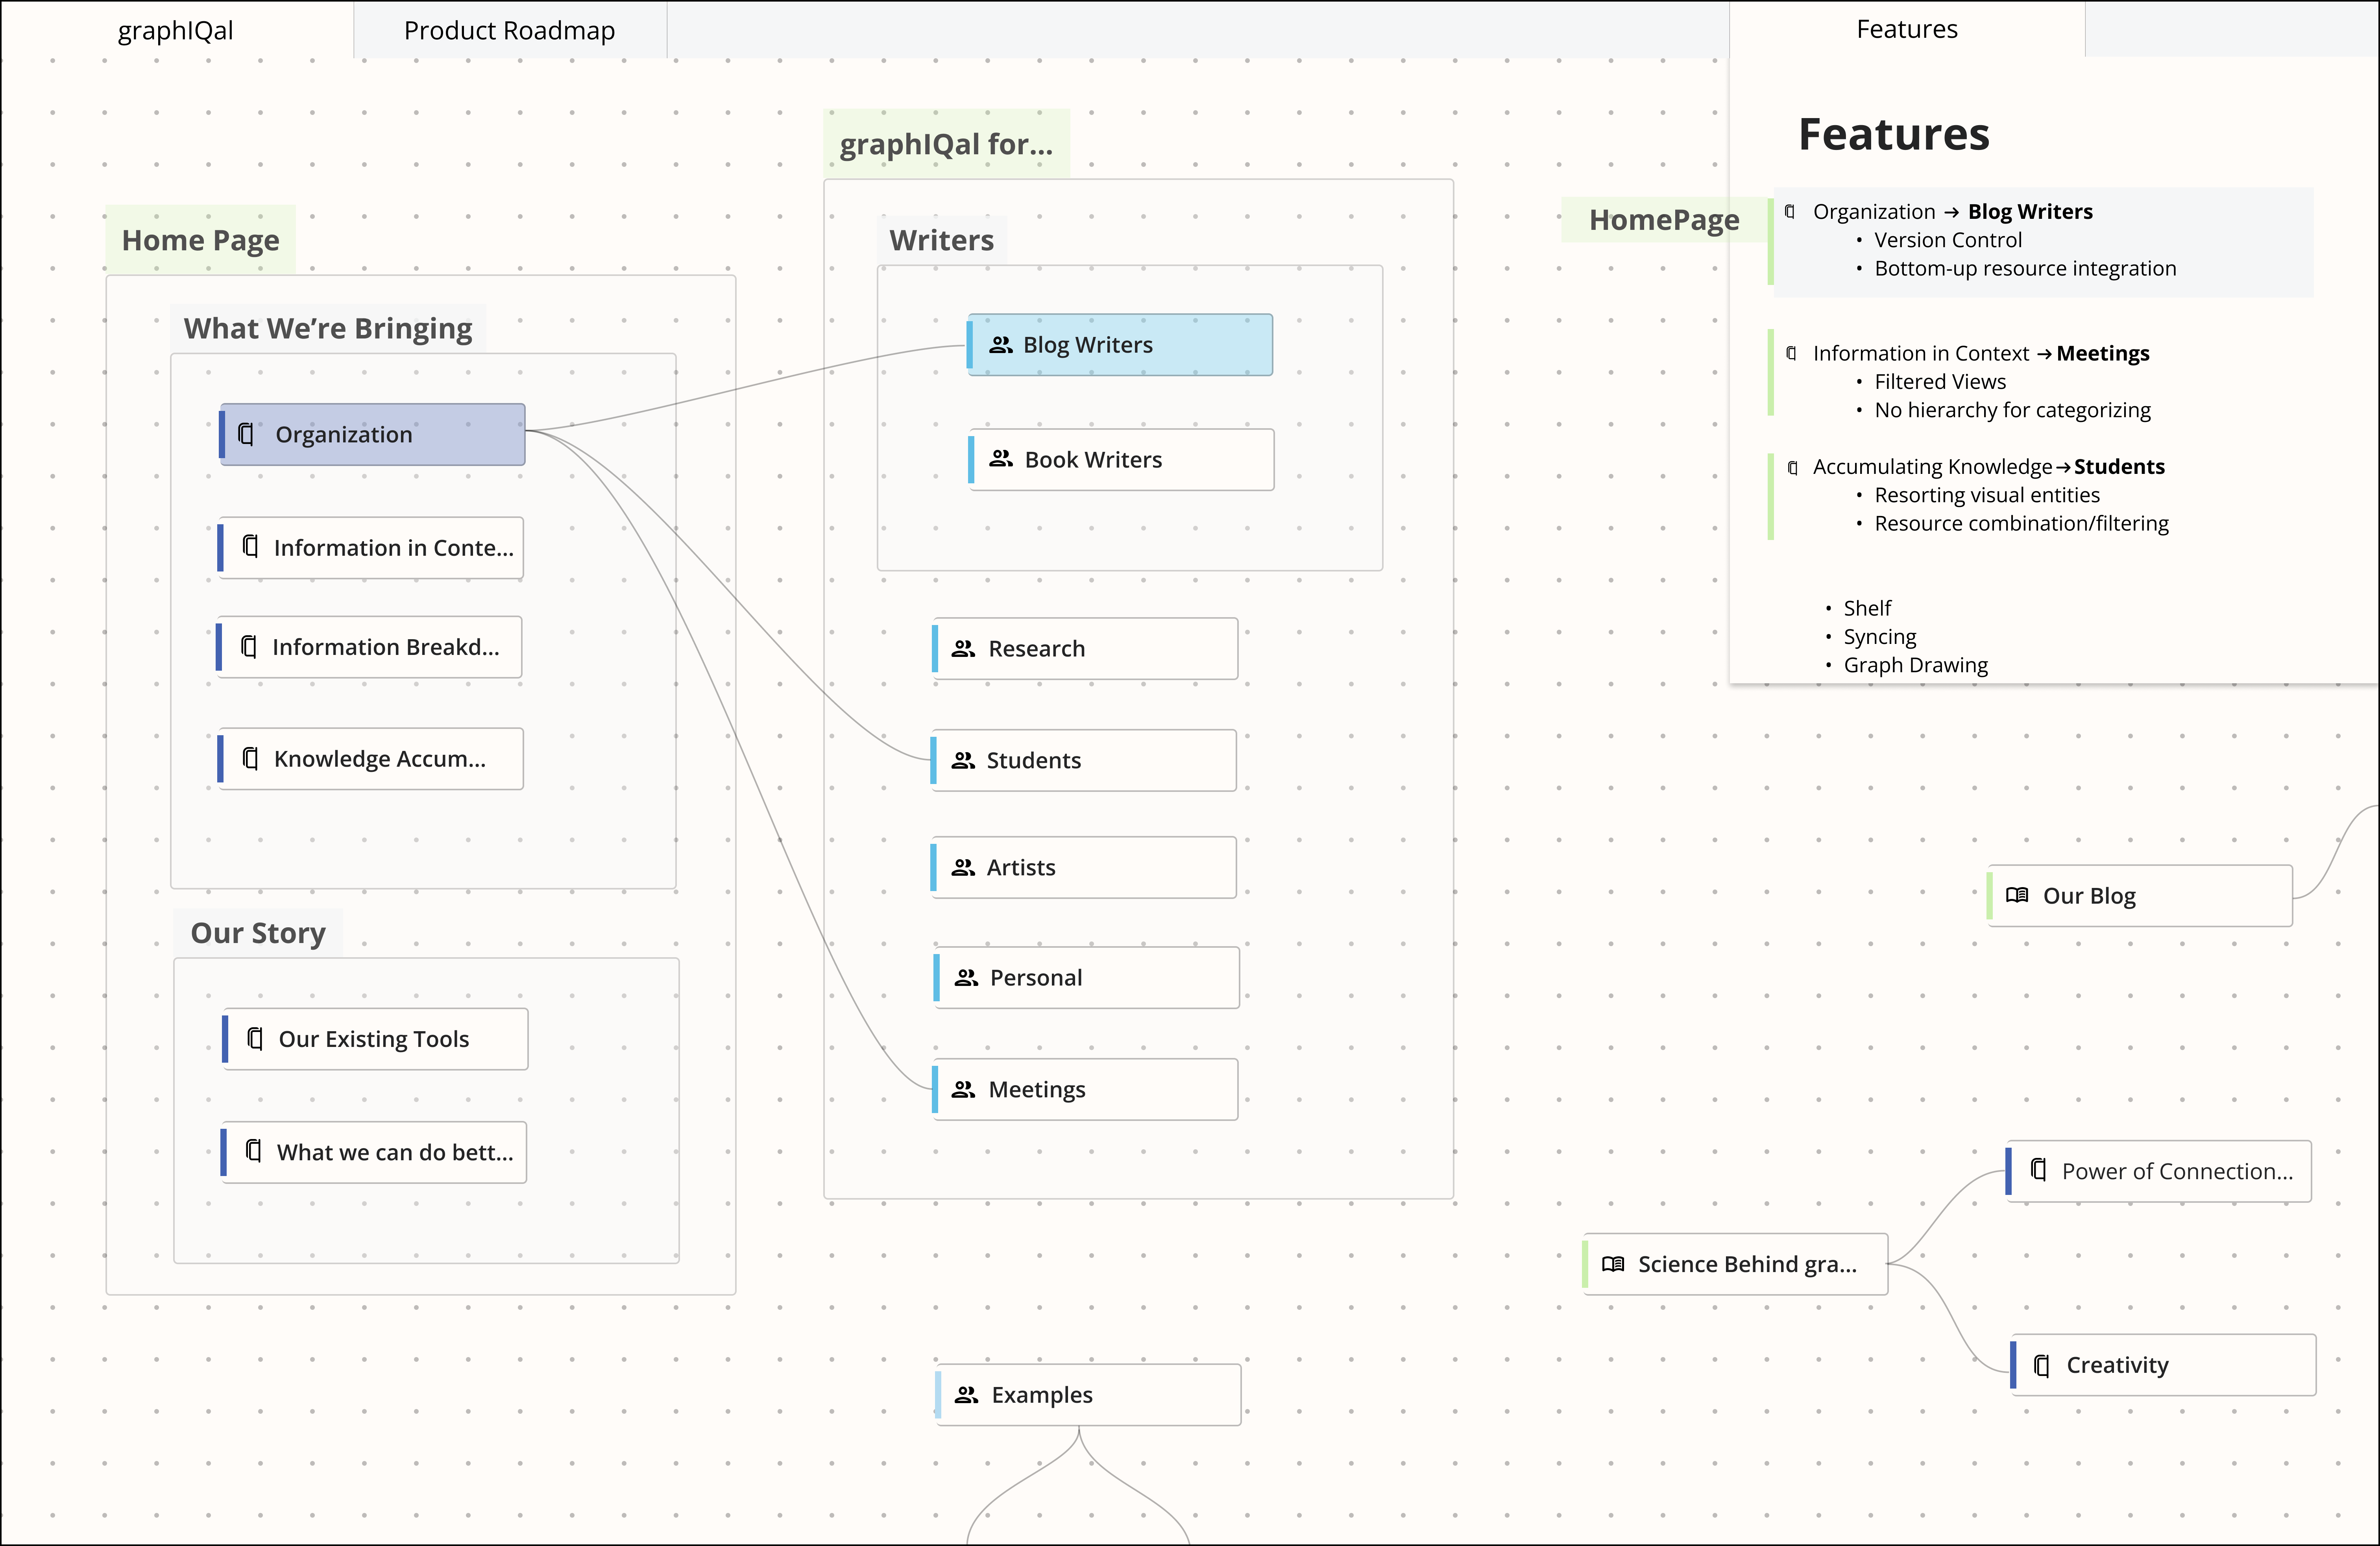 graphIQal
Product Roadmap
Features
Home Page
What We're Bringing
Organization
Information in Conte...
Information Breakd...
Knowledge Accum...
Our Story
Our Existing Tools
What we can do bett...
graphIQal for...
Writers
Blog Writers
Book Writers
Research
Students
Artists
Personal
Meetings
Examples
HomePage
Features
Organization → Blog Writers
• Version Control
• Bottom-up resource integration
Information in Context → Meetings
• Filtered Views
• No hierarchy for categorizing
Accumulating Knowledge → Students
• Resorting visual entities
• Resource combination/filtering
• Shelf
• Syncing
• Graph Drawing
Our Blog
Power of Connection...
Science Behind gra...
Creativity